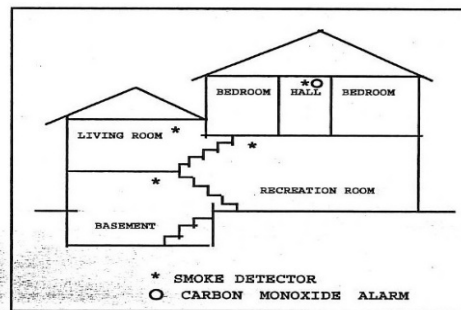 BEDROOM HALL BEDROOM
LIVING ROOM
RECREATION ROOM
BASEMENT
* SMOKE DETECTOR
O CARBON MONOXIDE ALARM